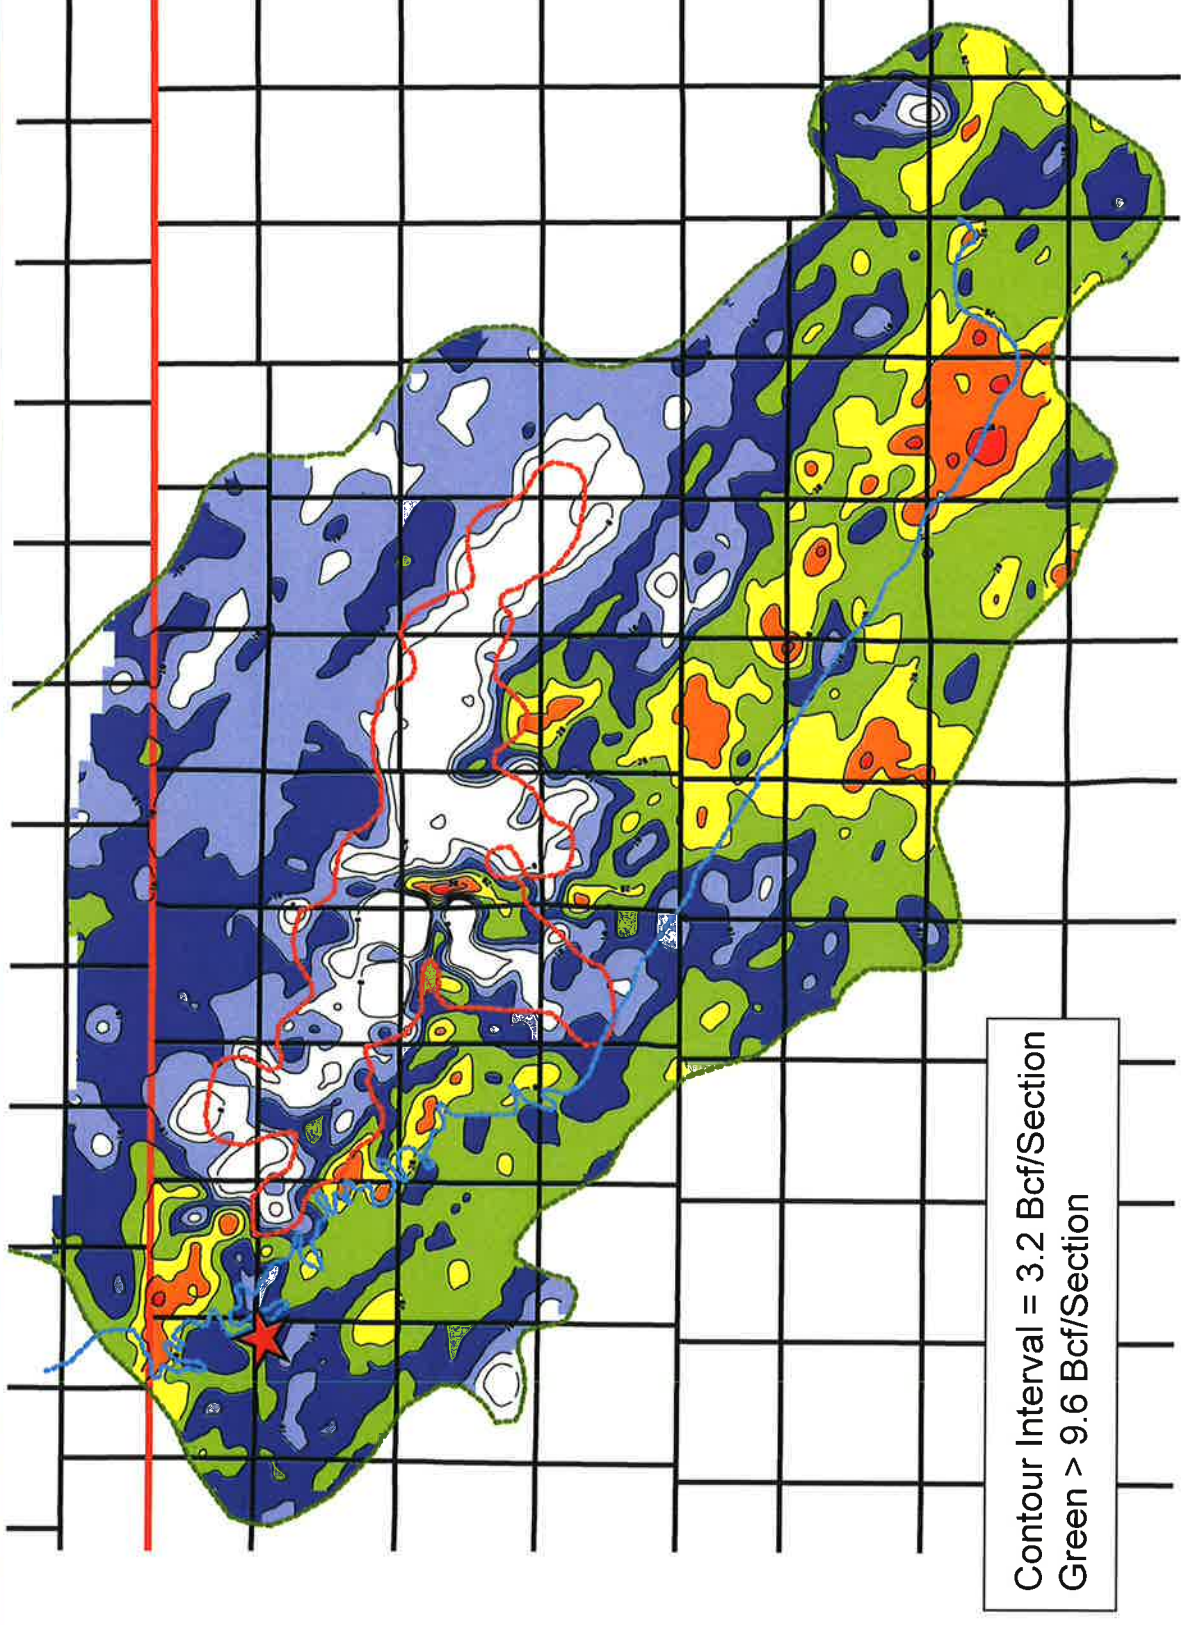 Contour Interval = 3.2 Bcf/Section
Green > 9.6 Bcf/Section